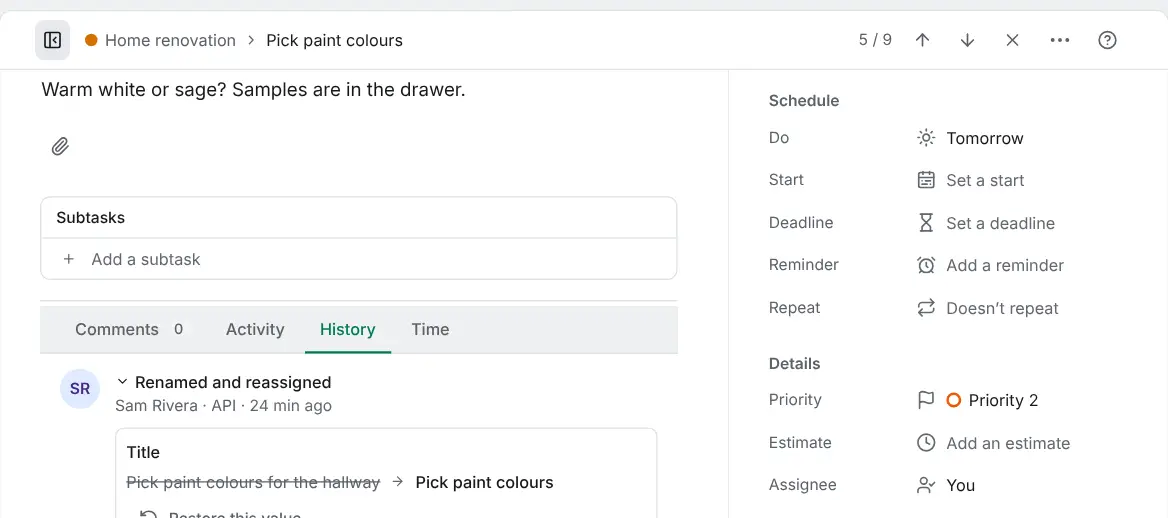 Home renovation > Pick paint colours
5 / 9
Warm white or sage? Samples are in the drawer.
Subtasks
+ Add a subtask
Comments 0 Activity History Time
SR
Renamed and reassigned
Sam Rivera · API · 24 min ago
Title
Pick paint colours for the hallway → Pick paint colours
Restore this value
Schedule
Do Tomorrow
Start Set a start
Deadline Set a deadline
Reminder Add a reminder
Repeat Doesn’t repeat
Details
Priority Priority 2
Estimate Add an estimate
Assignee You